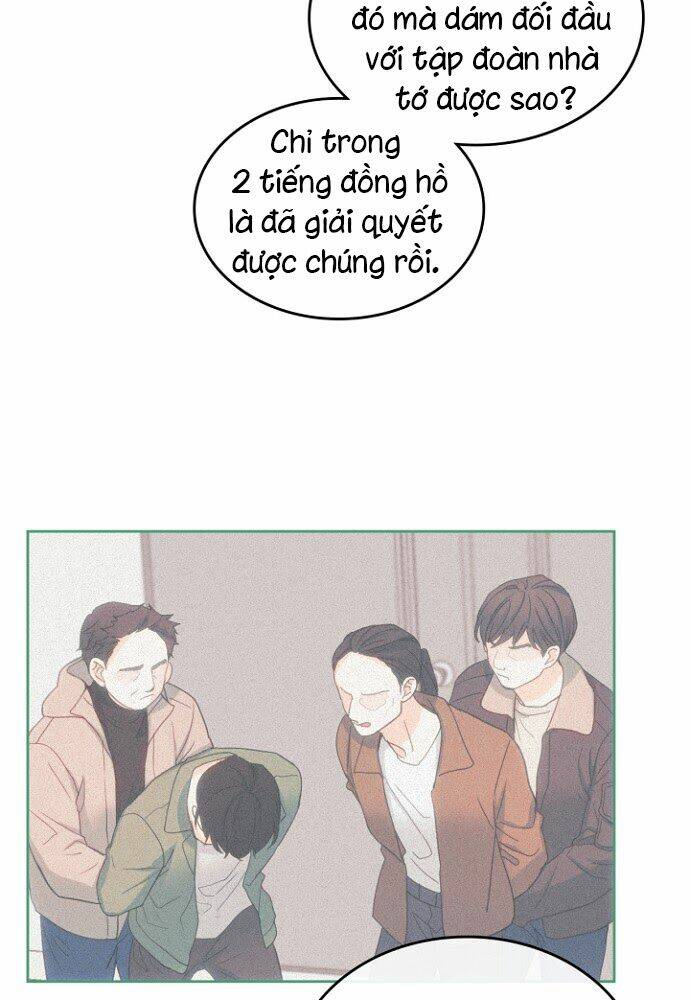 đó mà dám đối đầu
với tập đoàn nhà
tớ được sao?
Chỉ trong
2 tiếng đồng hồ
là đã giải quyết
được chúng rồi.